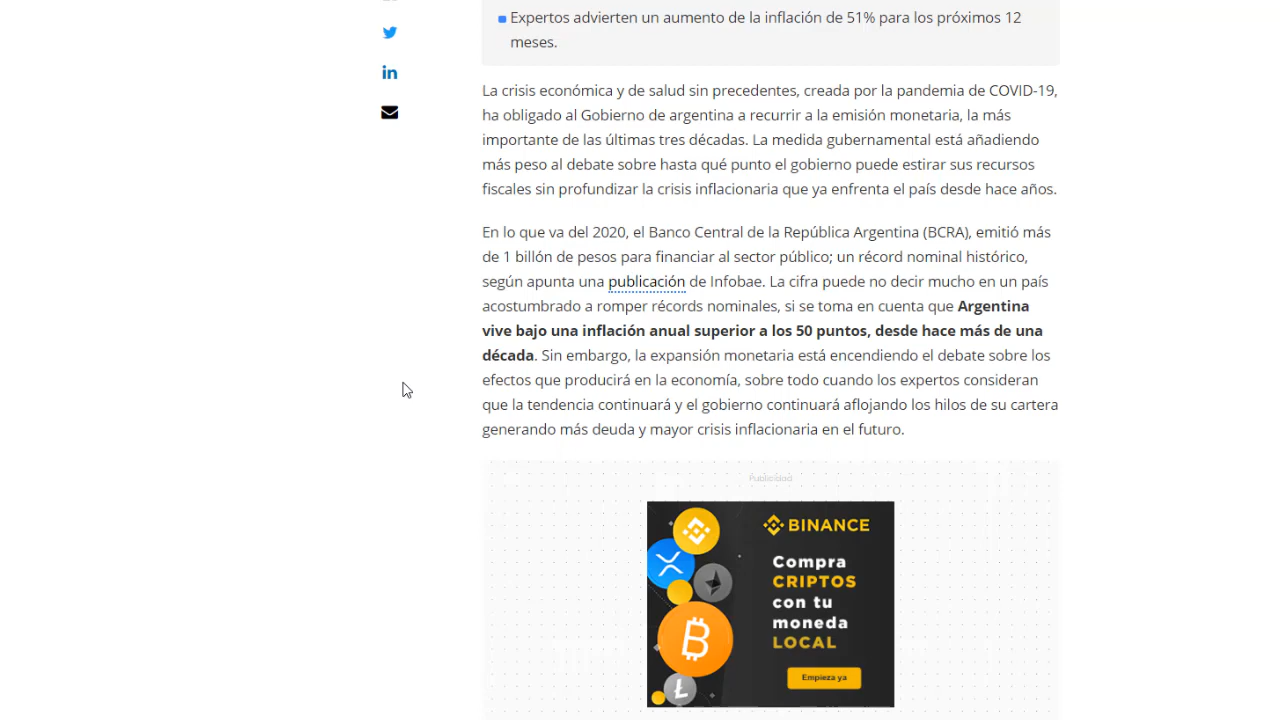 Expertos advierten un aumento de la inflación de 51% para los próximos 12
meses.
La crisis económica y de salud sin precedentes, creada por la pandemia de COVID-19,
ha obligado al Gobierno de argentina a recurrir a la emisión monetaria, la más
importante de las últimas tres décadas. La medida gubernamental está añadiendo
más peso al debate sobre hasta qué punto el gobierno puede estirar sus recursos
fiscales sin profundizar la crisis inflacionaria que ya enfrenta el país desde hace años.
En lo que va del 2020, el Banco Central de la República Argentina (BCRA), emitió más
de 1 billón de pesos para financiar al sector público; un récord nominal histórico,
según apunta una publicación de Infobae. La cifra puede no decir mucho en un país
acostumbrado a romper récords nominales, si se toma en cuenta que Argentina
vive bajo una inflación anual superior a los 50 puntos, desde hace más de una
década. Sin embargo, la expansión monetaria está encendiendo el debate sobre los
efectos que producirá en la economía, sobre todo cuando los expertos consideran
que la tendencia continuará y el gobierno continuará aflojando los hilos de su cartera
generando más deuda y mayor crisis inflacionaria en el futuro.
Publicidad
BINANCE
Compra
CRIPTOS
con tu
moneda
LOCAL
Empieza ya